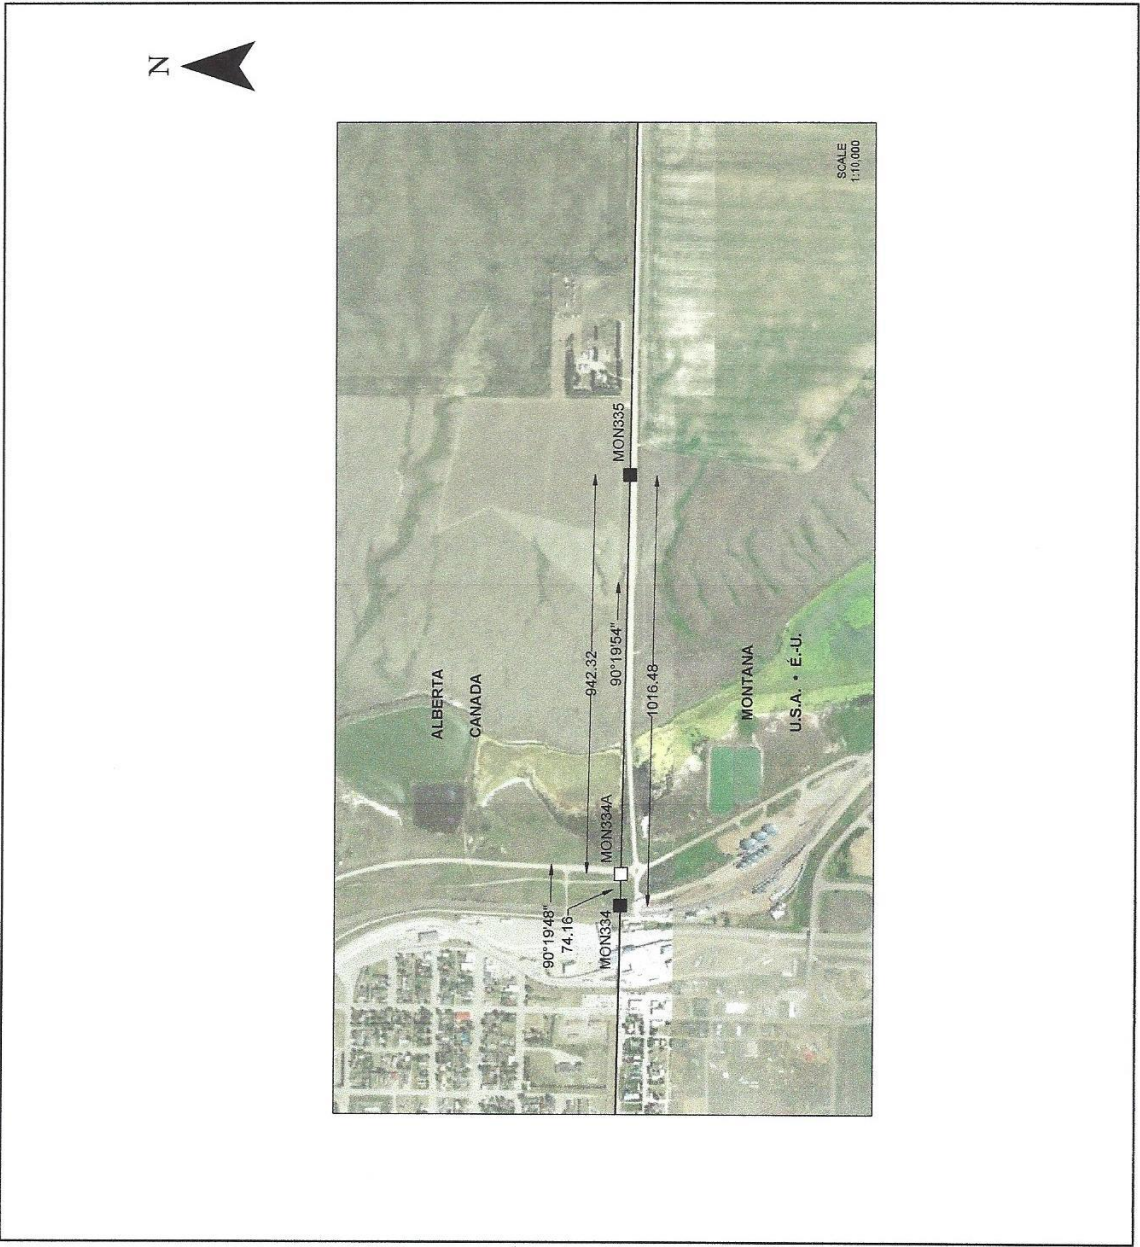 N
ALBERTA
CANADA
90°19'48"
74.16
942.32
MON334
MON334A
90°19'54"
MON335
1016.48
MONTANA
U.S.A. • É.-U.
SCALE
1:10,000